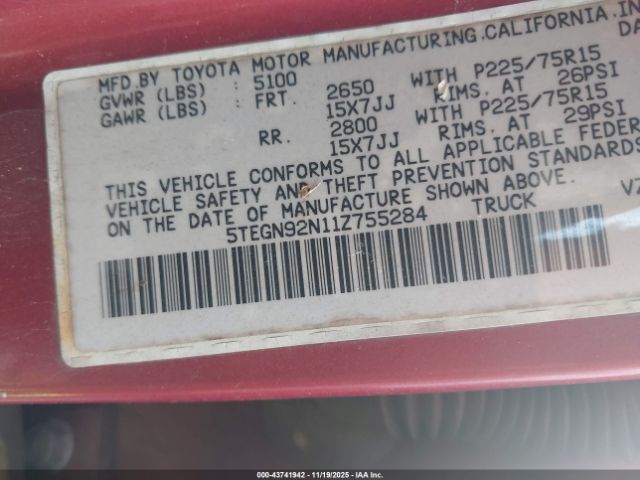 MFD.BY TOYOTA MOTOR MANUFACTURING.CALIFORNIA.IN
GVWR (LBS): 5100 DA
GAWR (LBS): FRT. 2650 WITH P225/75R15
15X7JJ RIMS. AT 26PSI
RR. 2800 WITH P225/75R15
15X7JJ RIMS. AT 29PSI
THIS VEHICLE CONFORMS TO ALL APPLICABLE FEDER
VEHICLE SAFETY AND THEFT PREVENTION STANDARDS
ON THE DATE OF MANUFACTURE SHOWN ABOVE.
5TEGN92N11Z755284 TRUCK V7
000-43741942 - 11/19/2025 - IAA Inc.